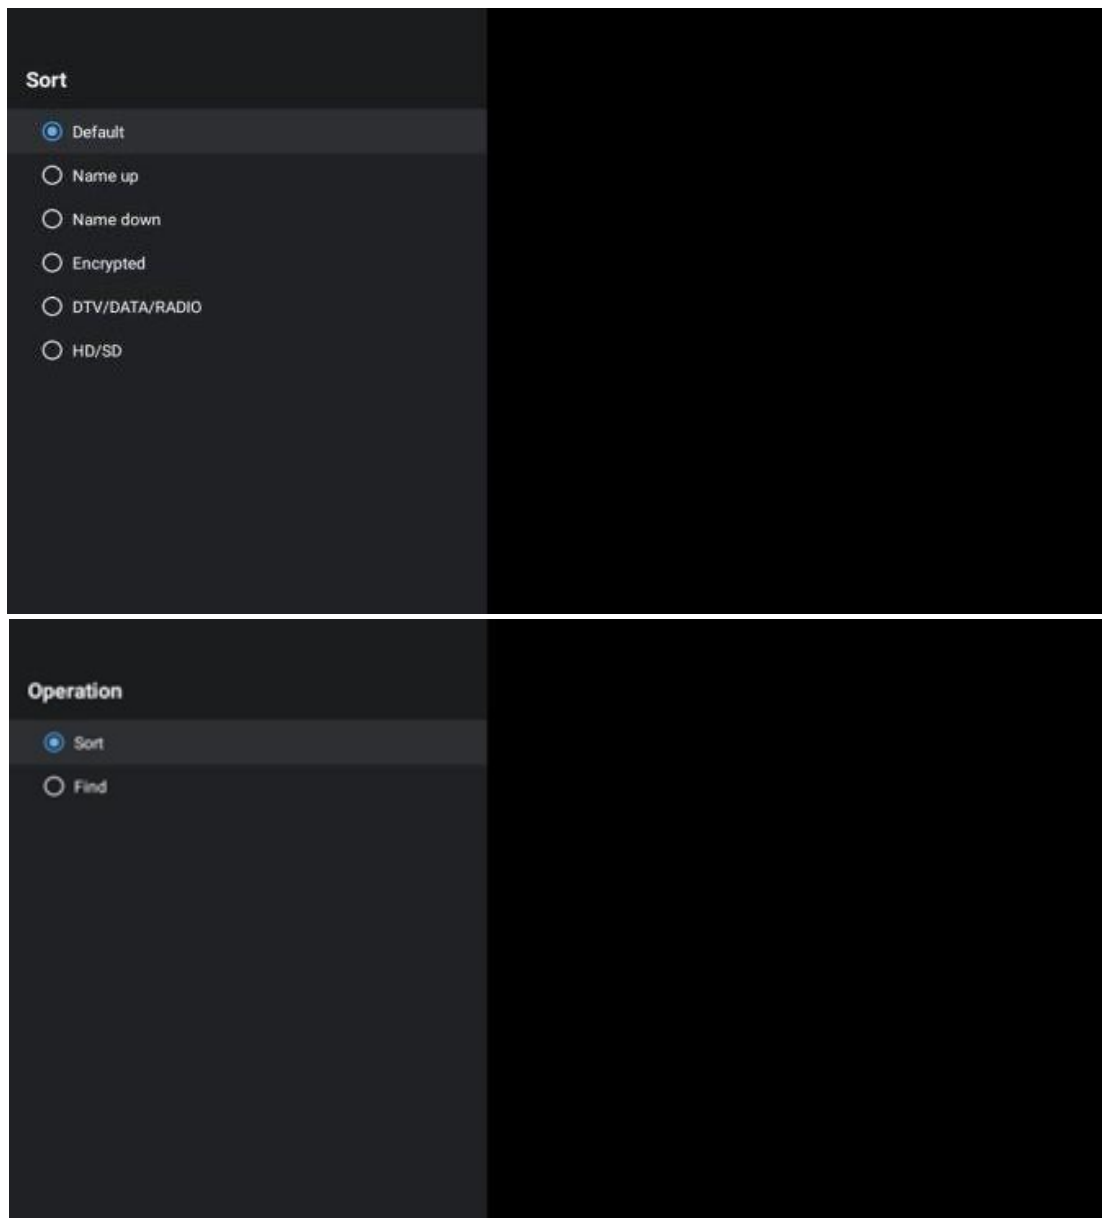 Sort
Default
Name up
Name down
Encrypted
DTV/DATA/RADIO
HD/SD
Operation
Sort
Find